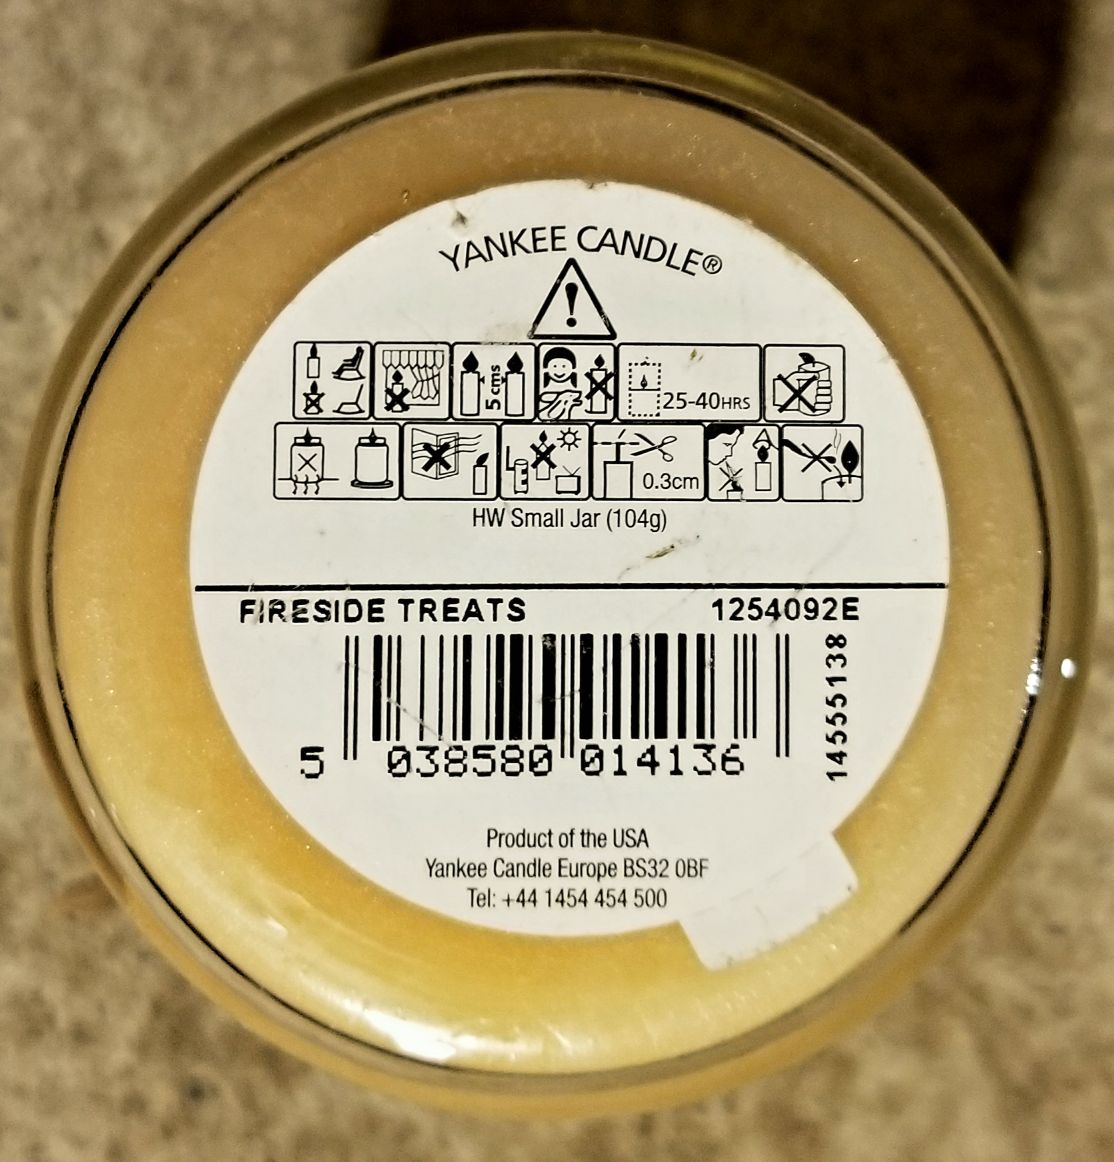 YANKEE CANDLE®
5 cms
25-40HRS
0.3cm
HW Small Jar (104g)
FIRESIDE TREATS 1254092E
14555138
5 038580 014136
Product of the USA
Yankee Candle Europe BS32 0BF
Tel: +44 1454 454 500